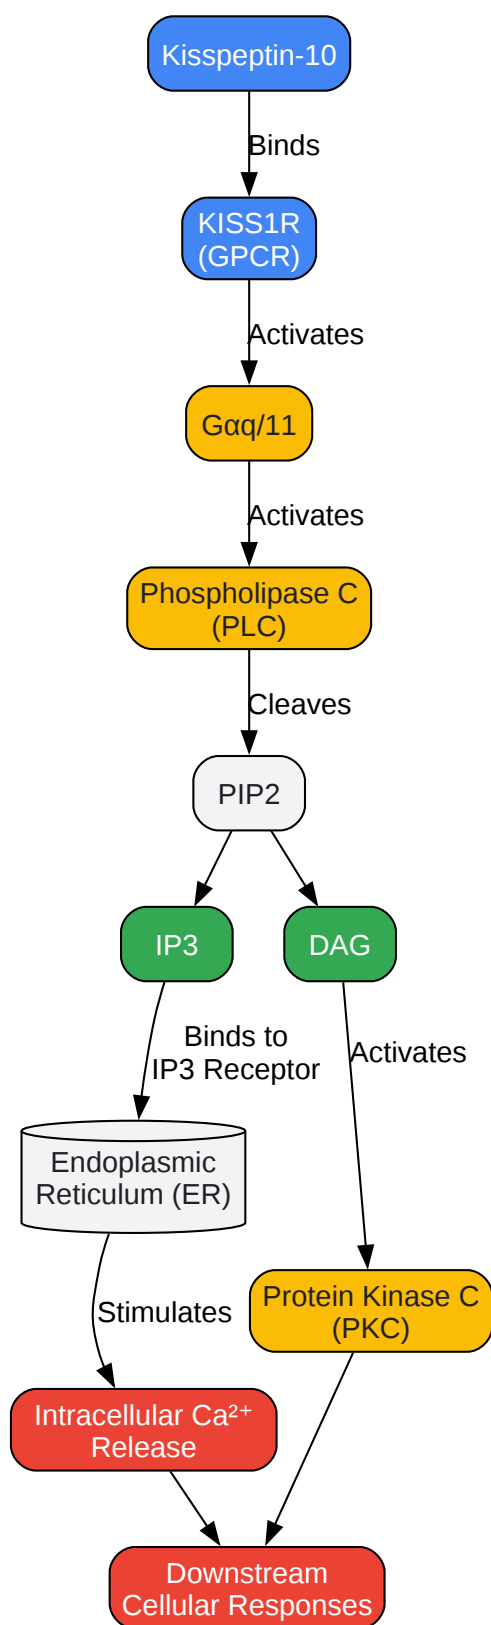 Kisspeptin-10
Binds
KISS1R
(GPCR)
Activates
Gαq/11
Activates
Phospholipase C
(PLC)
Cleaves
PIP2
IP3
DAG
Binds to
IP3 Receptor
Activates
Endoplasmic
Reticulum (ER)
Stimulates
Protein Kinase C
(PKC)
Intracellular Ca²⁺
Release
Downstream
Cellular Responses